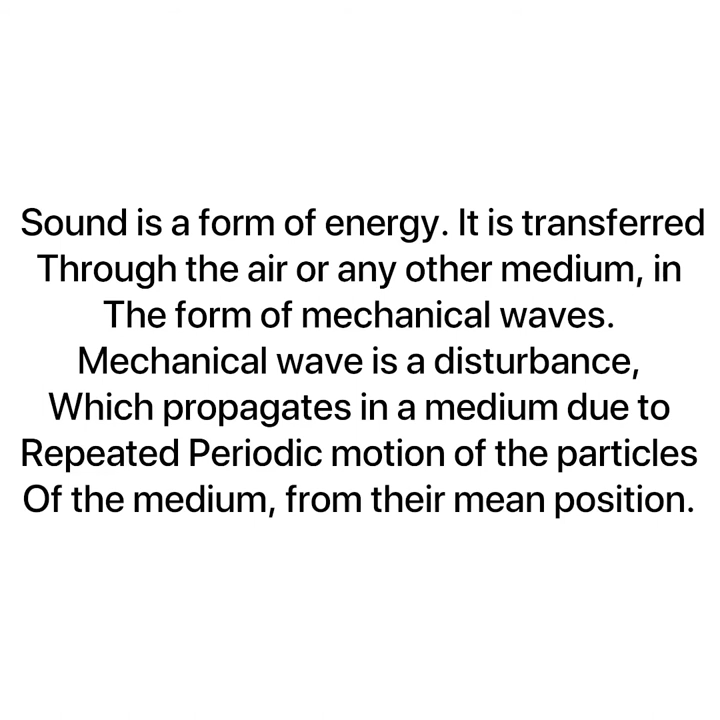 Sound is a form of energy. It is transferred
Through the air or any other medium, in
The form of mechanical waves.
Mechanical wave is a disturbance,
Which propagates in a medium due to
Repeated Periodic motion of the particles
Of the medium, from their mean position.